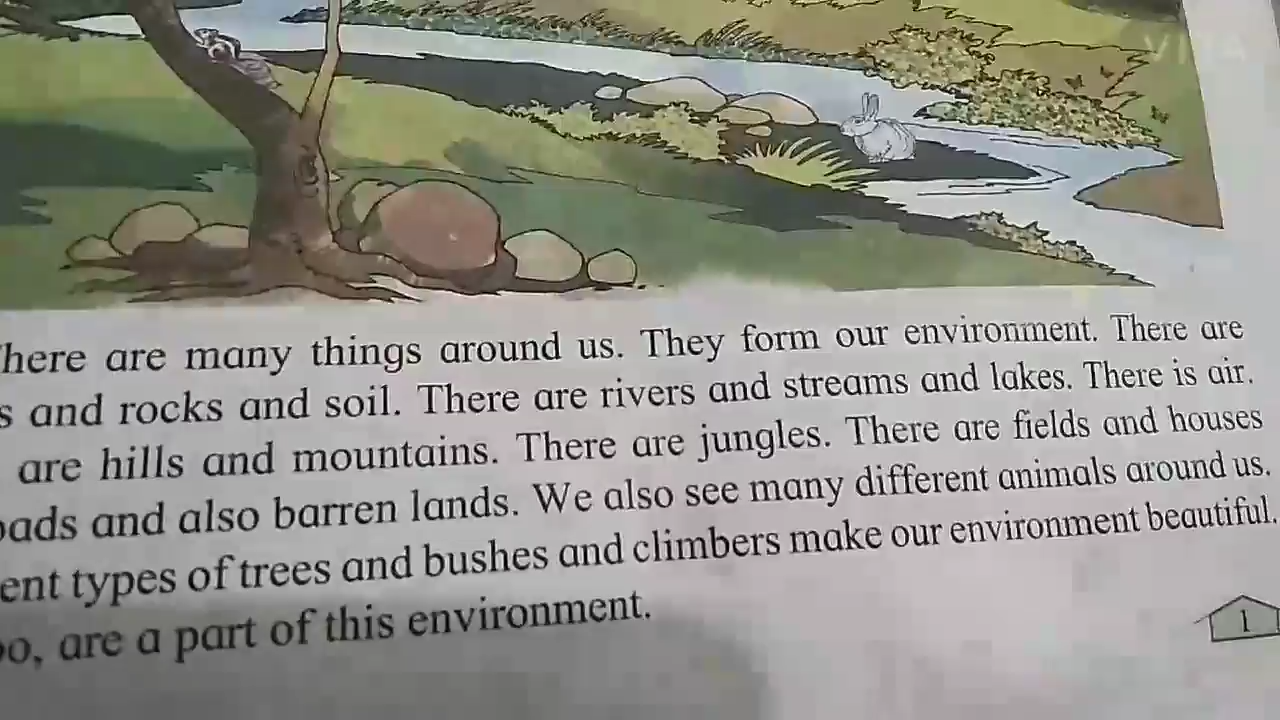 here are many things around us. They form our environment. There are
s and rocks and soil. There are rivers and streams and lakes. There is air.
are hills and mountains. There are jungles. There are fields and houses
oads and also barren lands. We also see many different animals around us.
ent types of trees and bushes and climbers make our environment beautiful.
oo, are a part of this environment.
1